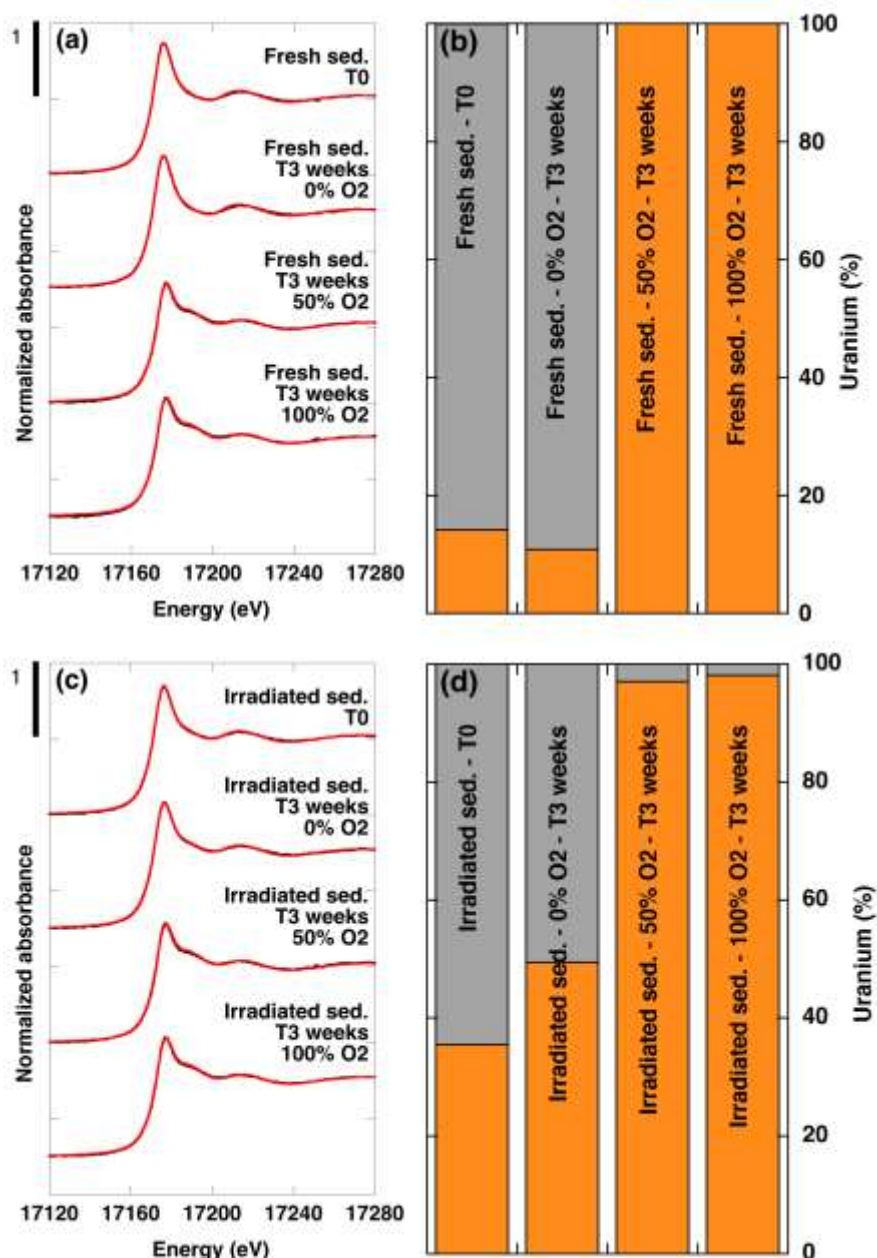 (a)
1
Fresh sed.
T0
Fresh sed.
T3 weeks
0% O2
Fresh sed.
T3 weeks
50% O2
Fresh sed.
T3 weeks
100% O2
Normalized absorbance
17120 17160 17200 17240 17280
Energy (eV)
(b)
Fresh sed. - T0
Fresh sed. - 0% O2 - T3 weeks
Fresh sed. - 50% O2 - T3 weeks
Fresh sed. - 100% O2 - T3 weeks
100
80
60
40
20
0
Uranium (%)
(c)
1
Irradiated sed.
T0
Irradiated sed.
T3 weeks
0% O2
Irradiated sed.
T3 weeks
50% O2
Irradiated sed.
T3 weeks
100% O2
Normalized absorbance
17120 17160 17200 17240 17280
Energy (eV)
(d)
Irradiated sed. - T0
Irradiated sed. - 0% O2 - T3 weeks
Irradiated sed. - 50% O2 - T3 weeks
Irradiated sed. - 100% O2 - T3 weeks
100
80
60
40
20
0
Uranium (%)